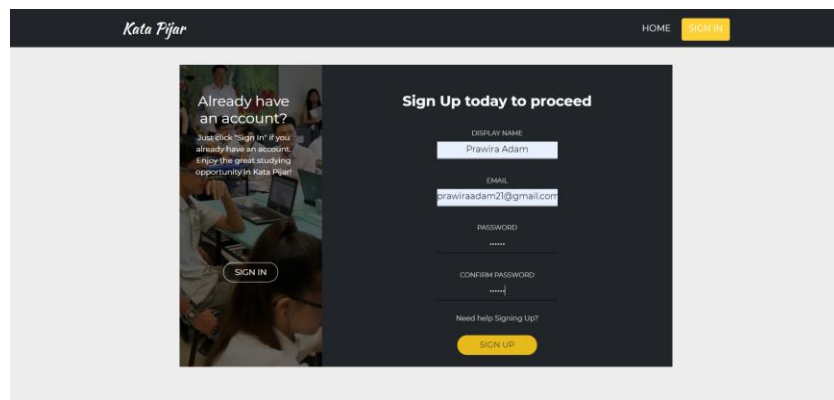 Kata Pijar
HOME
SIGN IN
Already have
an account?
Just click "Sign In" if you
already have an account.
Enjoy the great studying
opportunity in Kata Pijar!
SIGN IN
Sign Up today to proceed
DISPLAY NAME
Prawira Adam
EMAIL
prawiraadam21@gmail.com
PASSWORD
••••••
CONFIRM PASSWORD
••••••
Need help Signing Up?
SIGN UP